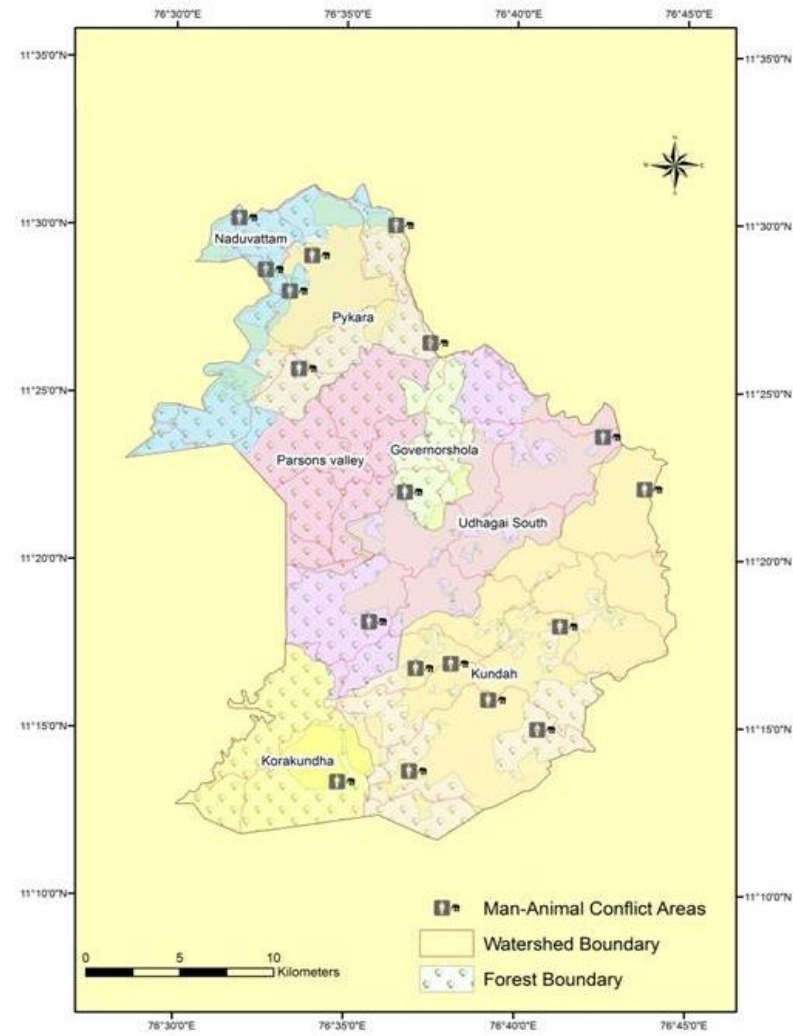 76°30'0"E 76°35'0"E 76°40'0"E 76°45'0"E
11°35'0"N 11°35'0"N
N
W E
S
11°30'0"N 11°30'0"N
Naduvattam
Pykara
11°25'0"N 11°25'0"N
Governorshola
Parsons valley
Udhagai South
11°20'0"N 11°20'0"N
Kundah
11°15'0"N 11°15'0"N
Korakundha
11°10'0"N 11°10'0"N
Man-Animal Conflict Areas
Watershed Boundary
0 5 10
Kilometers
Forest Boundary
76°30'0"E 76°35'0"E 76°40'0"E 76°45'0"E